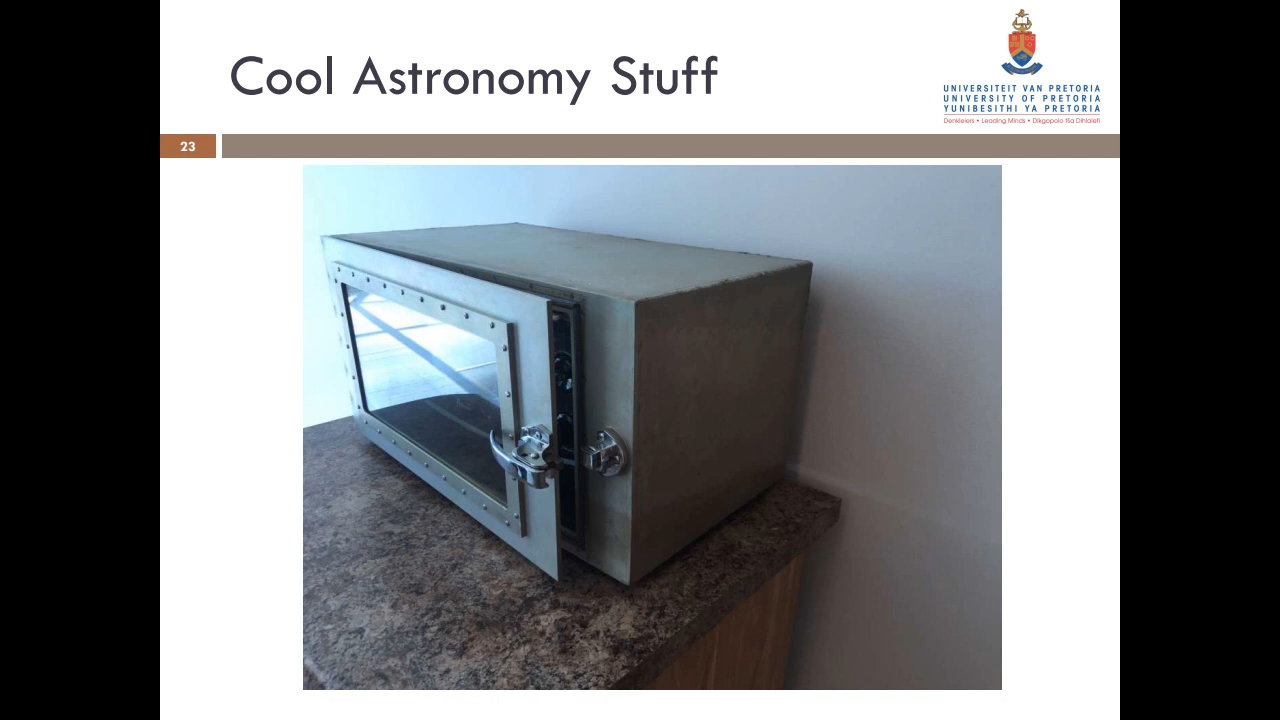 Cool Astronomy Stuff
UNIVERSITEIT VAN PRETORIA
UNIVERSITY OF PRETORIA
YUNIBESITHI YA PRETORIA
Denkleiers • Leading Minds • Dikgopolo tša Dihlalefi
23